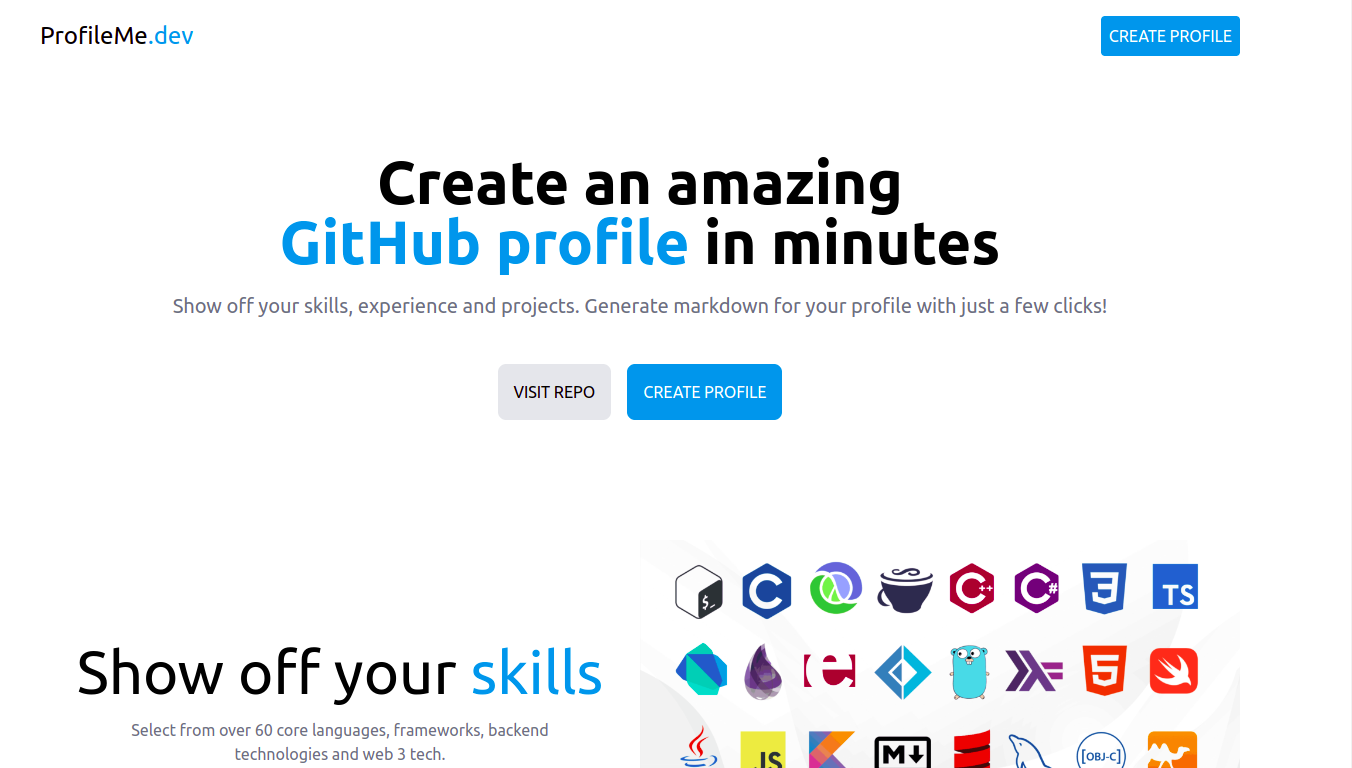 ProfileMe.dev
CREATE PROFILE
Create an amazing
GitHub profile in minutes
Show off your skills, experience and projects. Generate markdown for your profile with just a few clicks!
VISIT REPO
CREATE PROFILE
Show off your skills
Select from over 60 core languages, frameworks, backend
technologies and web 3 tech.
$_
C
C++
C#
3
TS
e
5
JS
M
[OBJ-C]